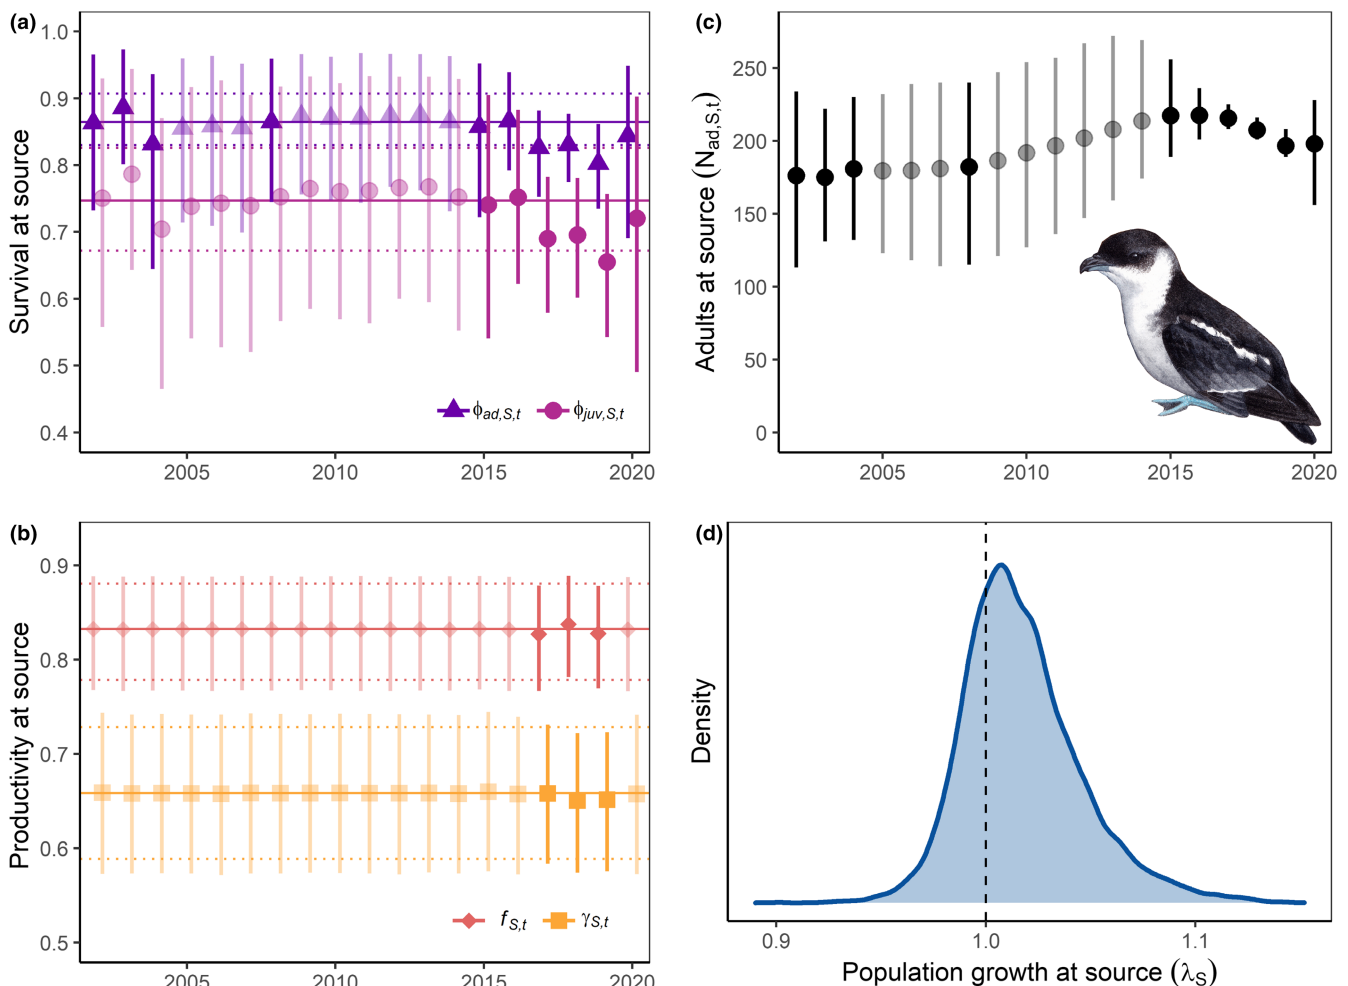 (a)
Survival at source
1.0
0.9
0.8
0.7
0.6
0.5
0.4
ϕad,S,t ϕjuv,S,t
2005 2010 2015 2020
(c)
Adults at source (Nad,S,t)
250
200
150
100
50
0
2005 2010 2015 2020
(b)
Productivity at source
0.9
0.8
0.7
0.6
0.5
fS,t γS,t
2005 2010 2015 2020
(d)
Density
0.9 1.0 1.1
Population growth at source (λS)